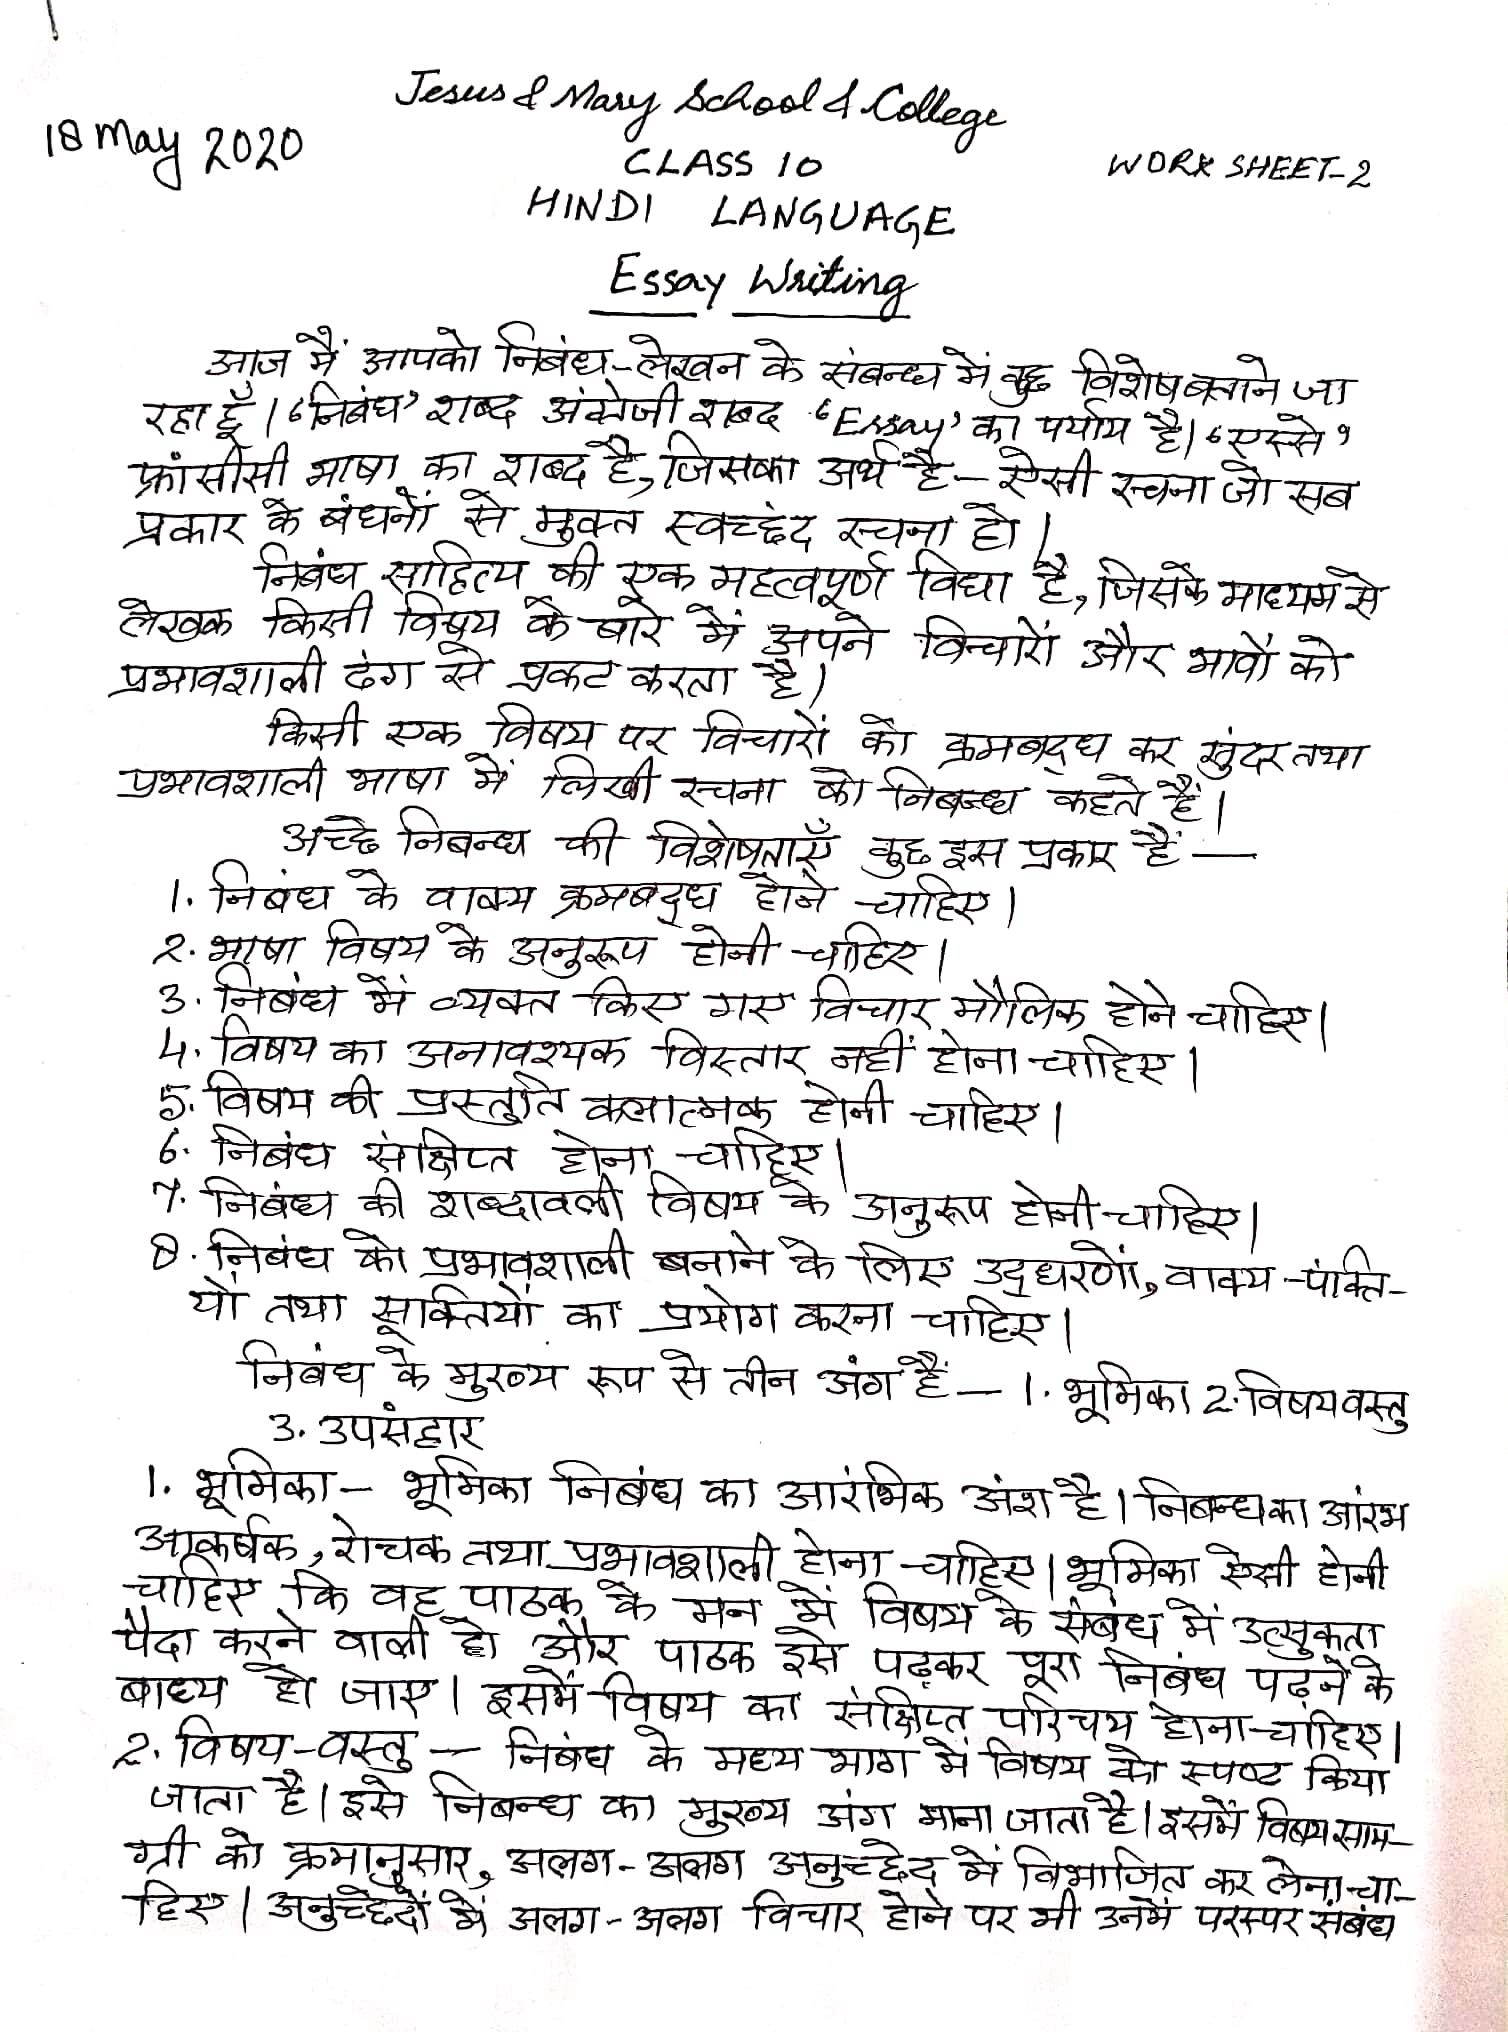 Jesus & Mary School & College
18 May 2020
CLASS 10
WORK SHEET-2
HINDI LANGUAGE
Essay Writing
आज मैं आपको निबंध-लेखन के संबन्ध में कुछ विशेष बताने जा
रहा हूँ। 'निबंध' शब्द अंग्रेजी शब्द 'Essay' का पर्याय है। 'एस्से'
फ्रांसीसी भाषा का शब्द है, जिसका अर्थ है- ऐसी रचना जो सब
प्रकार के बंधनों से मुक्त स्वच्छंद रचना हो।
निबंध साहित्य की एक महत्वपूर्ण विधा है, जिसके माध्यम से
लेखक किसी विषय के बारे में अपने विचारों और भावों को
प्रभावशाली ढंग से प्रकट करता है।
किसी एक विषय पर विचारों को क्रमबद्ध कर सुंदर तथा
प्रभावशाली भाषा में लिखी रचना को निबन्ध कहते हैं।
अच्छे निबन्ध की विशेषताएँ कुछ इस प्रकार हैं —
1. निबंध के वाक्य क्रमबद्ध होने चाहिए।
2. भाषा विषय के अनुरूप होनी चाहिए।
3. निबंध में व्यक्त किए गए विचार मौलिक होने चाहिए।
4. विषय का अनावश्यक विस्तार नहीं होना चाहिए।
5. विषय की प्रस्तुति कलात्मक होनी चाहिए।
6. निबंध संक्षिप्त होना चाहिए।
7. निबंध की शब्दावली विषय के अनुरूप होनी चाहिए।
8. निबंध को प्रभावशाली बनाने के लिए उद्धरणों, वाक्य-पंक्ति-
यों तथा सूक्तियों का प्रयोग करना चाहिए।
निबंध के मुख्य रूप से तीन अंग हैं — 1. भूमिका 2. विषयवस्तु
3. उपसंहार
1. भूमिका- भूमिका निबंध का आरंभिक अंश है। निबन्ध का आंरभ
आकर्षक, रोचक तथा प्रभावशाली होना चाहिए। भूमिका ऐसी होनी
चाहिए कि वह पाठक के मन में विषय के संबंध में उत्सुकता
पैदा करने वाली हो और पाठक इसे पढ़कर पूरा निबंध पढ़ने के
बाध्य हो जाए। इसमें विषय का संक्षिप्त परिचय होना चाहिए।
2. विषय-वस्तु — निबंध के मध्य भाग में विषय को स्पष्ट किया
जाता है। इसे निबन्ध का मुख्य अंग माना जाता है। इसमें विषय साम-
ग्री को क्रमानुसार, अलग-अलग अनुच्छेद में विभाजित कर लेना चा-
हिए। अनुच्छेदों में अलग-अलग विचार होने पर भी उनमें परस्पर संबंध